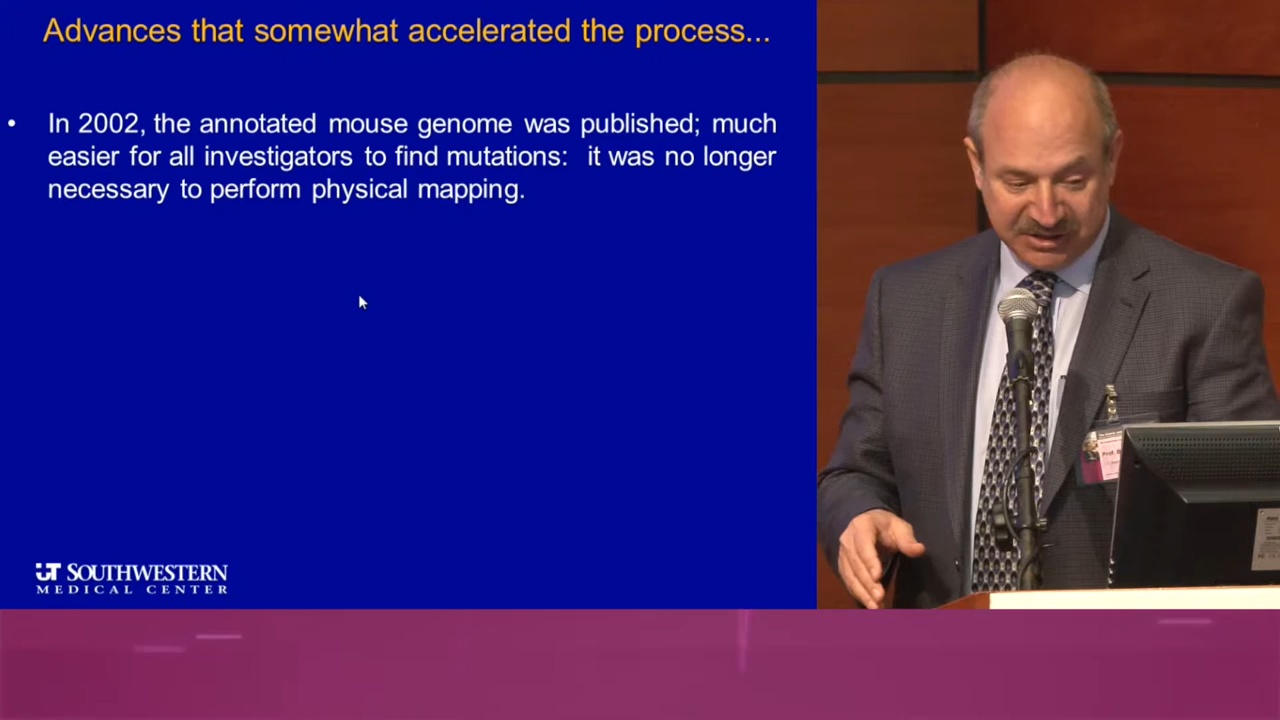 Advances that somewhat accelerated the process...
• In 2002, the annotated mouse genome was published; much
easier for all investigators to find mutations: it was no longer
necessary to perform physical mapping.
UT SOUTHWESTERN
MEDICAL CENTER
Prof.